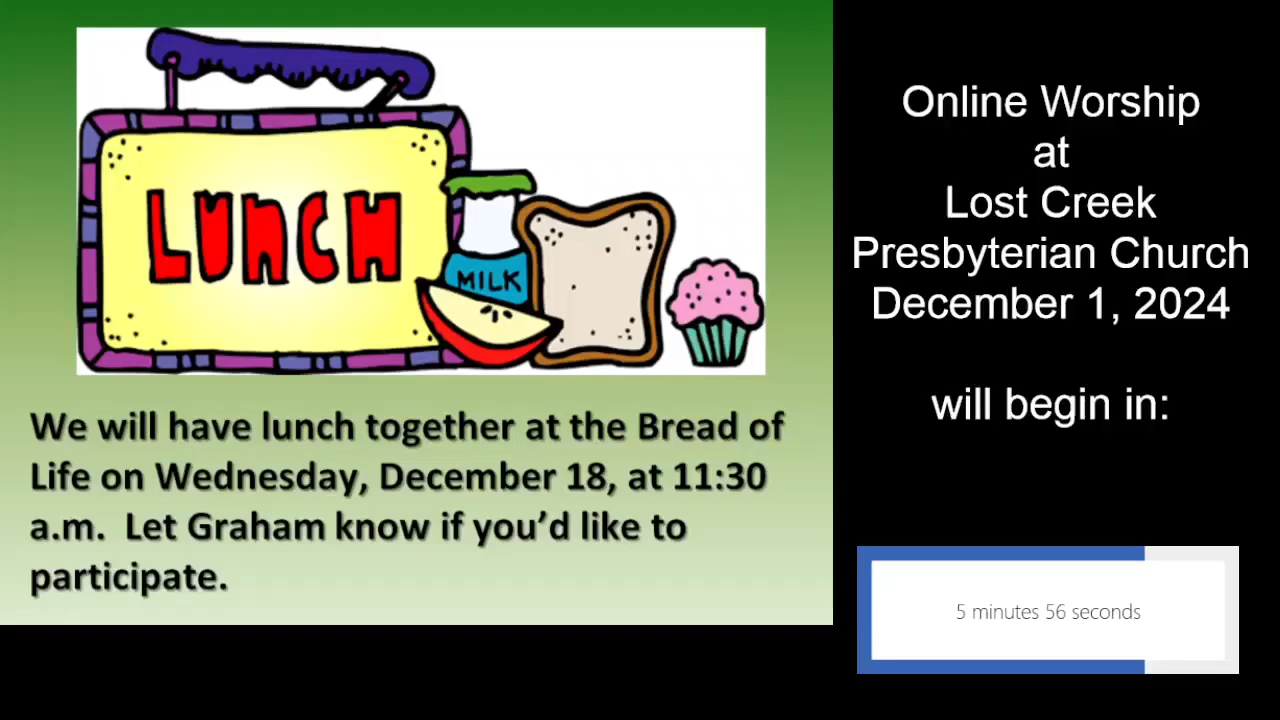 LUNCH
MILK
We will have lunch together at the Bread of
Life on Wednesday, December 18, at 11:30
a.m.  Let Graham know if you’d like to
participate.
Online Worship
at
Lost Creek
Presbyterian Church
December 1, 2024
will begin in:
5 minutes 56 seconds